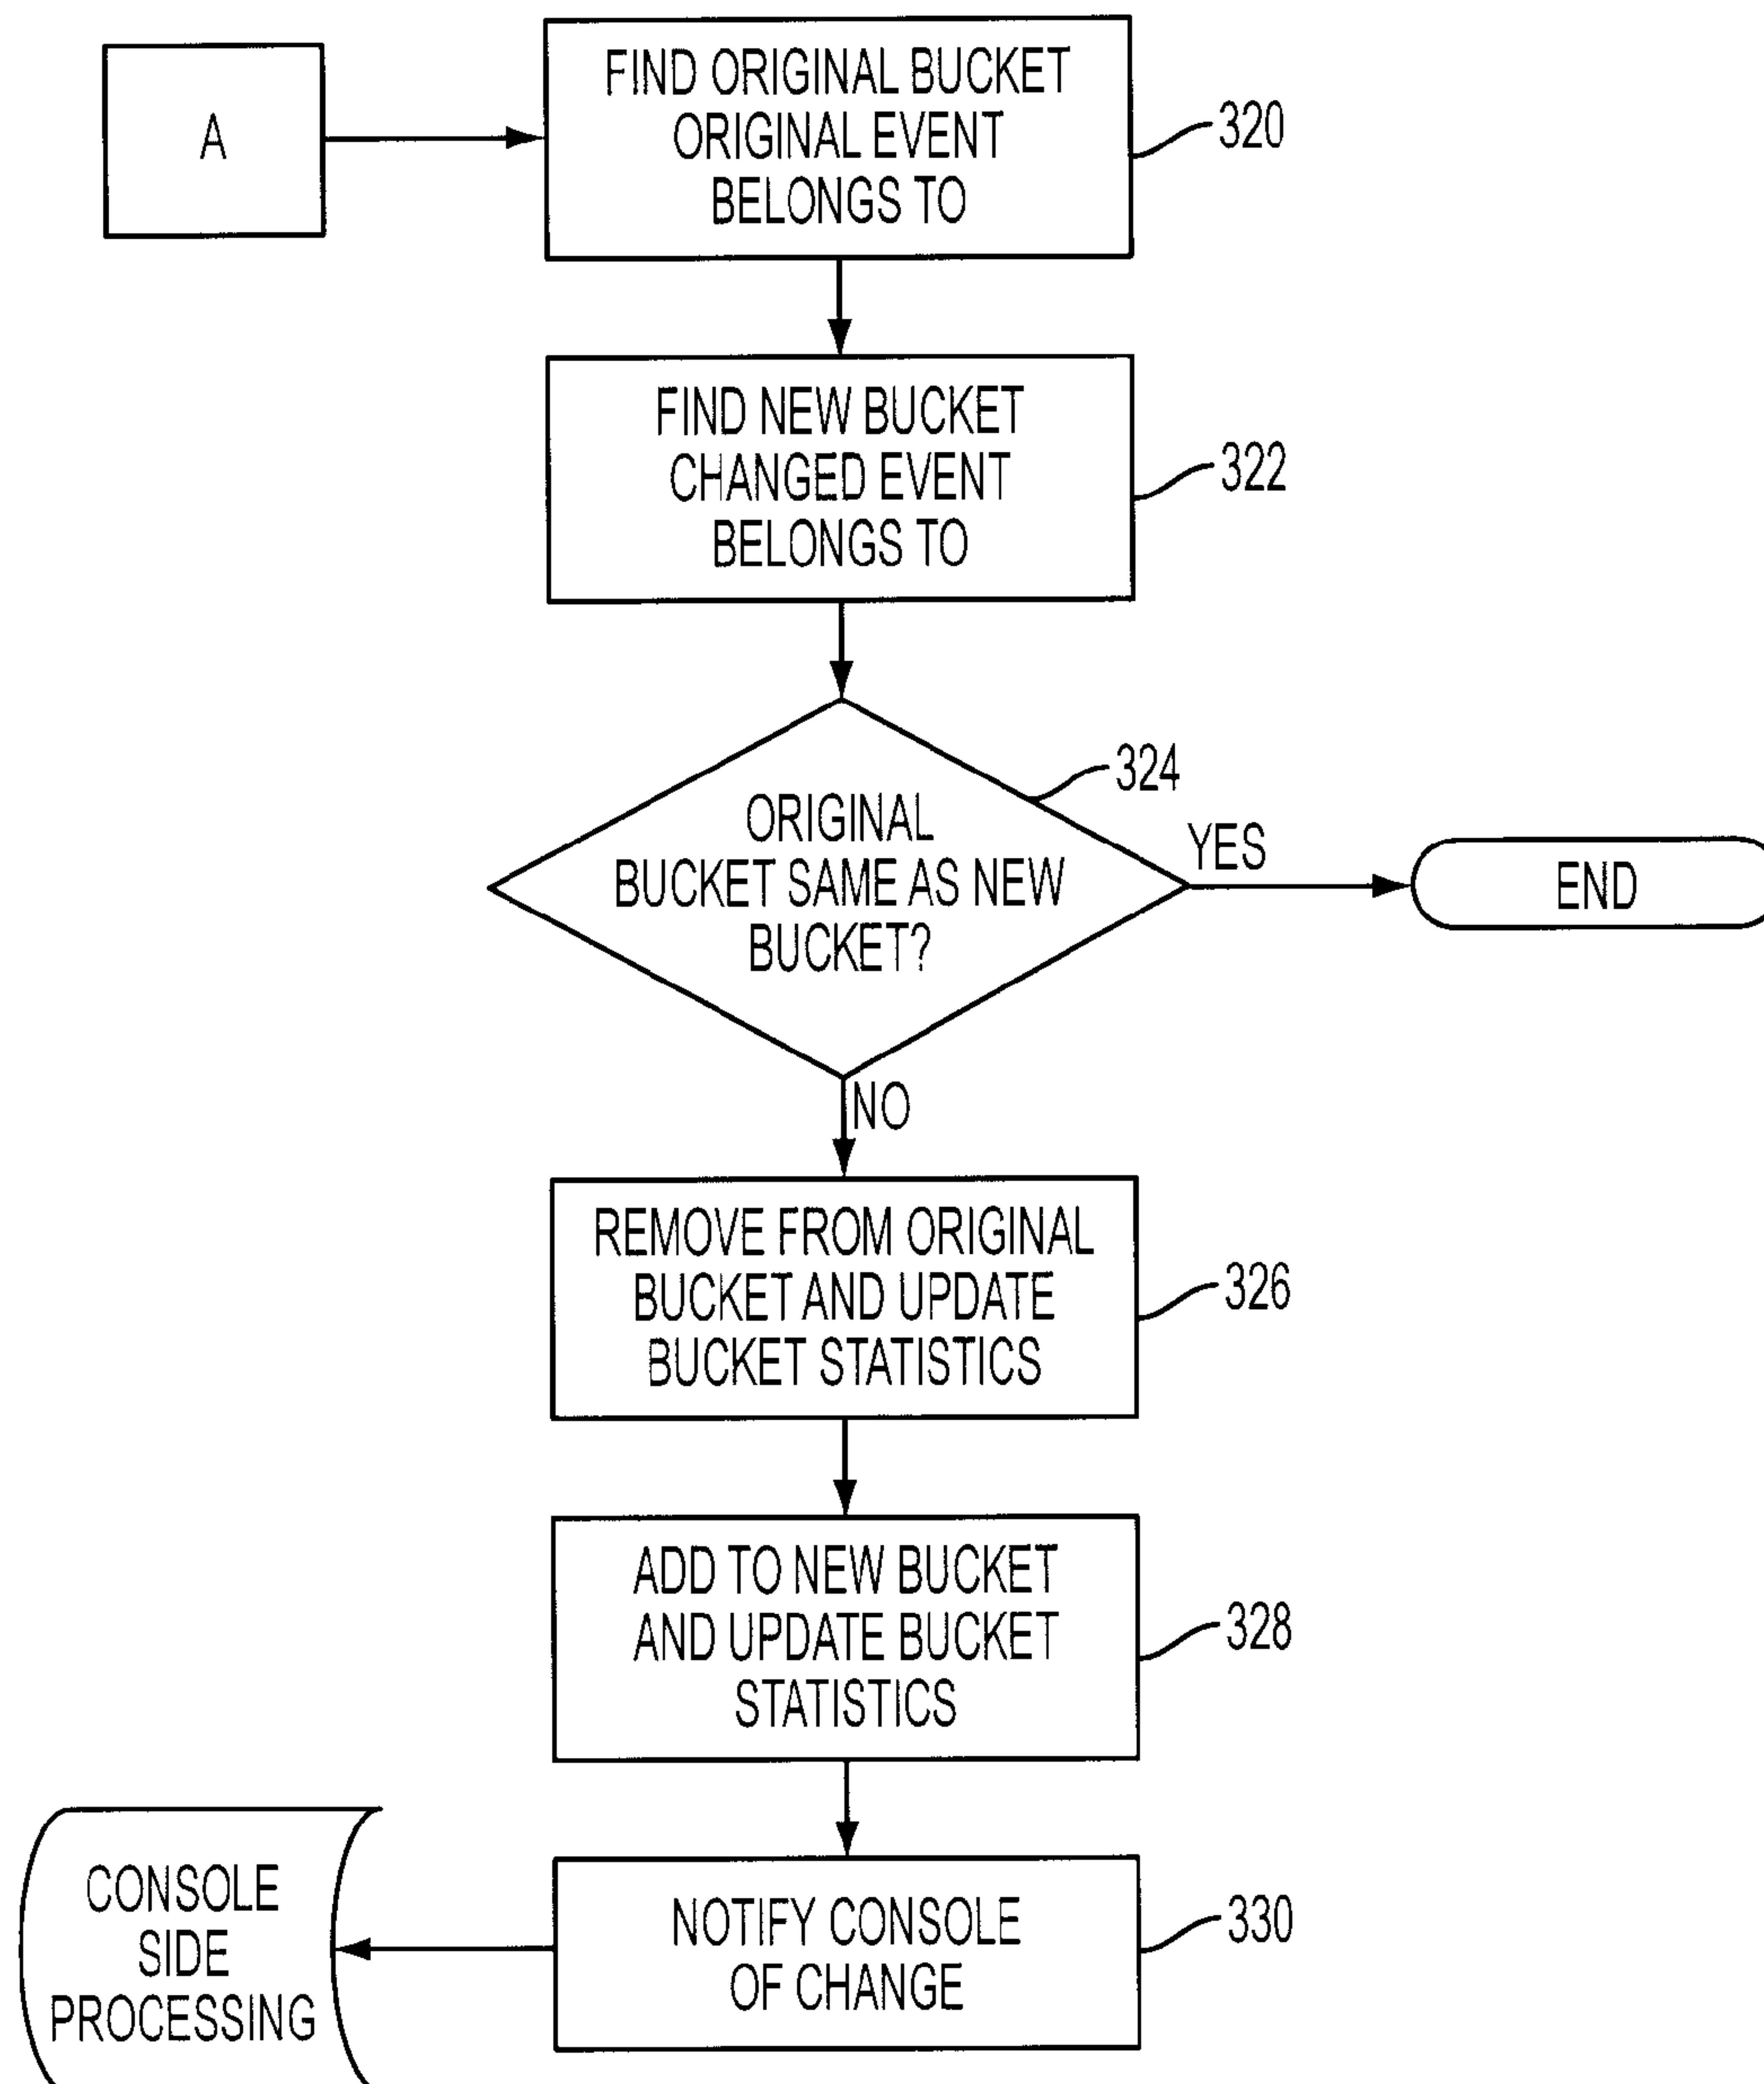 A
FIND ORIGINAL BUCKET
ORIGINAL EVENT
BELONGS TO
320
FIND NEW BUCKET
CHANGED EVENT
BELONGS TO
322
ORIGINAL
BUCKET SAME AS NEW
BUCKET?
324
YES
END
NO
REMOVE FROM ORIGINAL
BUCKET AND UPDATE
BUCKET STATISTICS
326
ADD TO NEW BUCKET
AND UPDATE BUCKET
STATISTICS
328
NOTIFY CONSOLE
OF CHANGE
330
CONSOLE
SIDE
PROCESSING